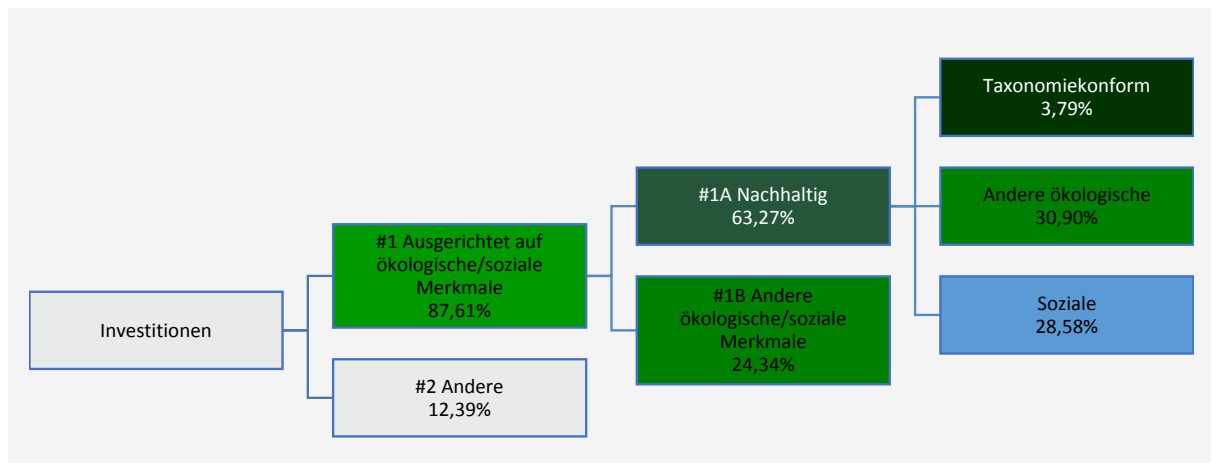 Investitionen
#1 Ausgerichtet auf
ökologische/soziale
Merkmale
87,61%
#2 Andere
12,39%
#1A Nachhaltig
63,27%
#1B Andere
ökologische/soziale
Merkmale
24,34%
Taxonomiekonform
3,79%
Andere ökologische
30,90%
Soziale
28,58%